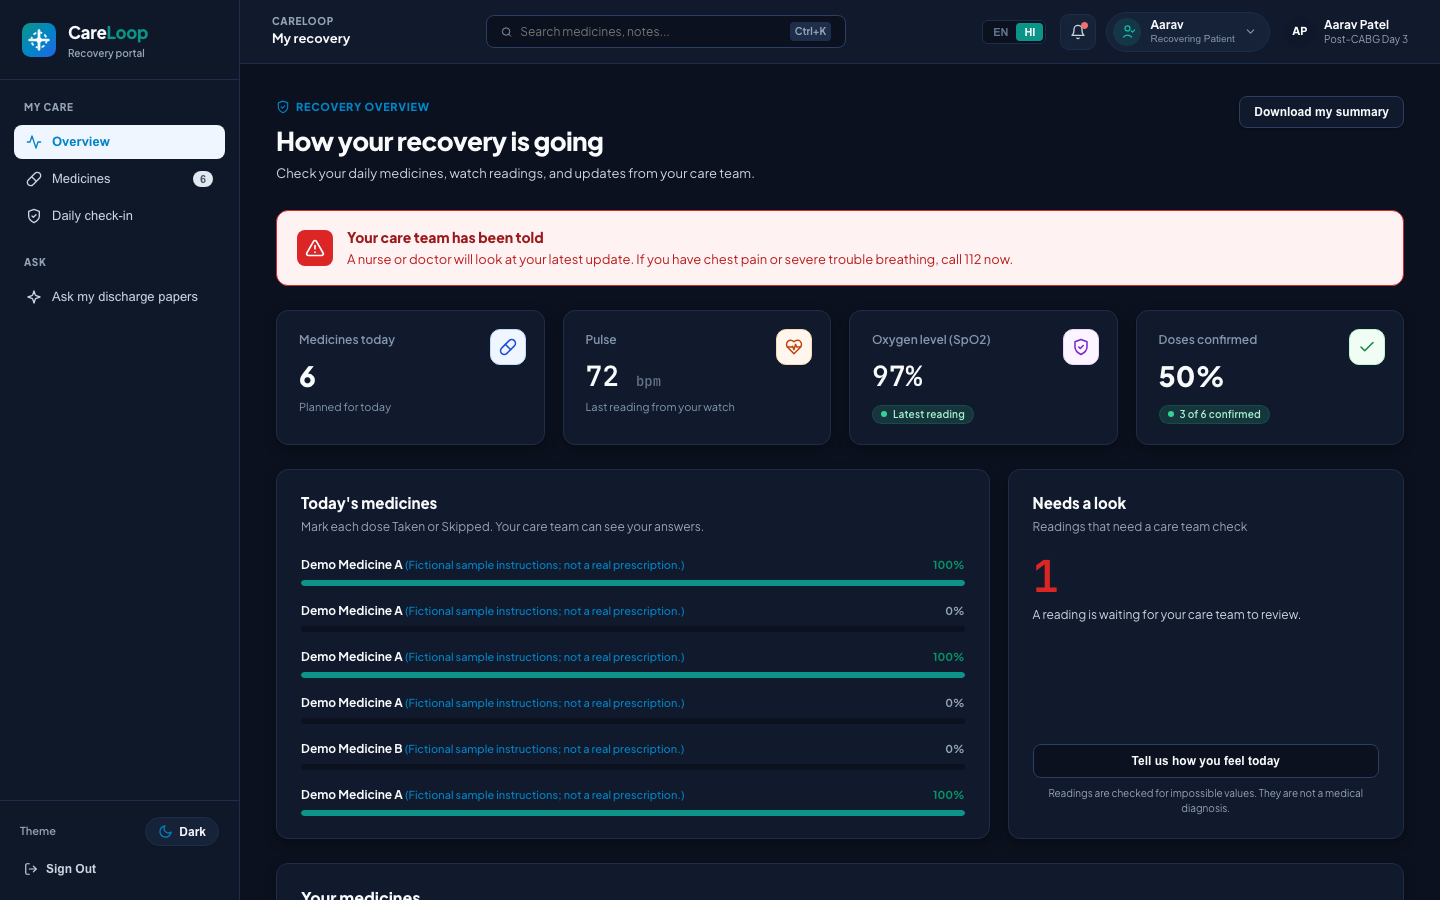 CareLoop
Recovery portal
MY CARE
Overview
Medicines 6
Daily check-in
ASK
Ask my discharge papers
Theme Dark
Sign Out
CARELOOP
My recovery
Search medicines, notes... Ctrl+K
EN HI
Aarav
Recovering Patient
AP
Aarav Patel
Post-CABG Day 3
RECOVERY OVERVIEW
How your recovery is going
Check your daily medicines, watch readings, and updates from your care team.
Download my summary
Your care team has been told
A nurse or doctor will look at your latest update. If you have chest pain or severe trouble breathing, call 112 now.
Medicines today
6
Planned for today
Pulse
72 bpm
Last reading from your watch
Oxygen level (SpO2)
97%
Latest reading
Doses confirmed
50%
3 of 6 confirmed
Today's medicines
Mark each dose Taken or Skipped. Your care team can see your answers.
Demo Medicine A (Fictional sample instructions; not a real prescription.) 100%
Demo Medicine A (Fictional sample instructions; not a real prescription.) 0%
Demo Medicine A (Fictional sample instructions; not a real prescription.) 100%
Demo Medicine A (Fictional sample instructions; not a real prescription.) 0%
Demo Medicine B (Fictional sample instructions; not a real prescription.) 0%
Demo Medicine A (Fictional sample instructions; not a real prescription.) 100%
Needs a look
Readings that need a care team check
1
A reading is waiting for your care team to review.
Tell us how you feel today
Readings are checked for impossible values. They are not a medical
diagnosis.
Your medicines